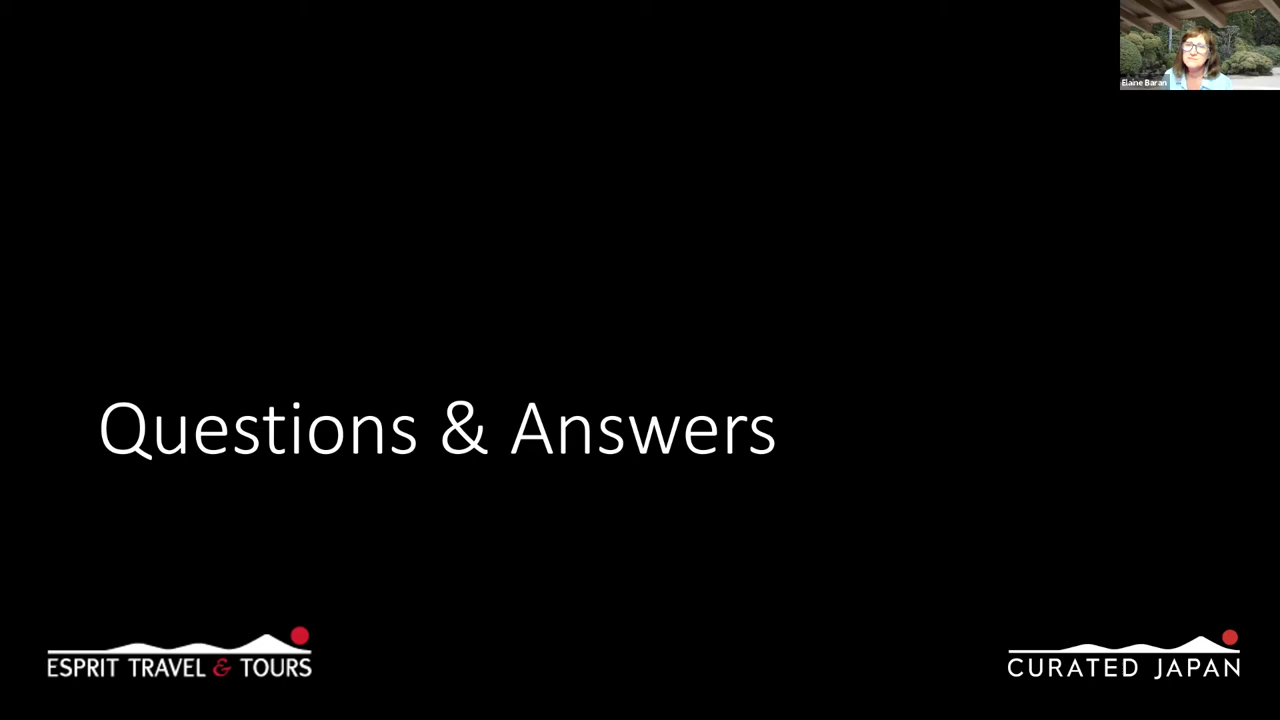 Elaine Baran
Questions & Answers
ESPRIT TRAVEL & TOURS
CURATED JAPAN